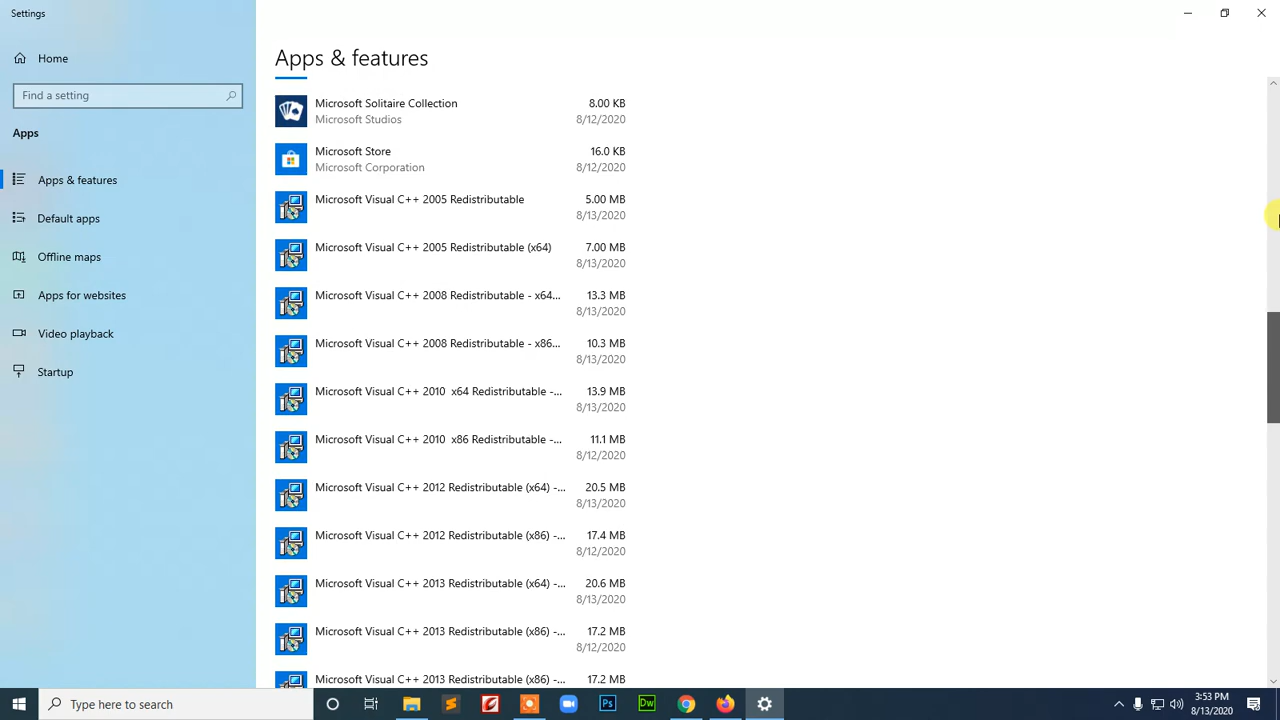 Settings
Home
Find a setting
Apps
Apps & features
Default apps
Offline maps
Apps for websites
Video playback
Startup
Apps & features
Microsoft Solitaire Collection 8.00 KB
Microsoft Studios 8/12/2020
Microsoft Store 16.0 KB
Microsoft Corporation 8/12/2020
Microsoft Visual C++ 2005 Redistributable 5.00 MB
8/13/2020
Microsoft Visual C++ 2005 Redistributable (x64) 7.00 MB
8/13/2020
Microsoft Visual C++ 2008 Redistributable - x64... 13.3 MB
8/13/2020
Microsoft Visual C++ 2008 Redistributable - x86... 10.3 MB
8/13/2020
Microsoft Visual C++ 2010 x64 Redistributable -... 13.9 MB
8/13/2020
Microsoft Visual C++ 2010 x86 Redistributable -... 11.1 MB
8/12/2020
Microsoft Visual C++ 2012 Redistributable (x64) -... 20.5 MB
8/13/2020
Microsoft Visual C++ 2012 Redistributable (x86) -... 17.4 MB
8/12/2020
Microsoft Visual C++ 2013 Redistributable (x64) -... 20.6 MB
8/13/2020
Microsoft Visual C++ 2013 Redistributable (x86) -... 17.2 MB
8/12/2020
Microsoft Visual C++ 2013 Redistributable (x86) -... 17.2 MB
Type here to search
Ps
Dw
3:53 PM
8/13/2020